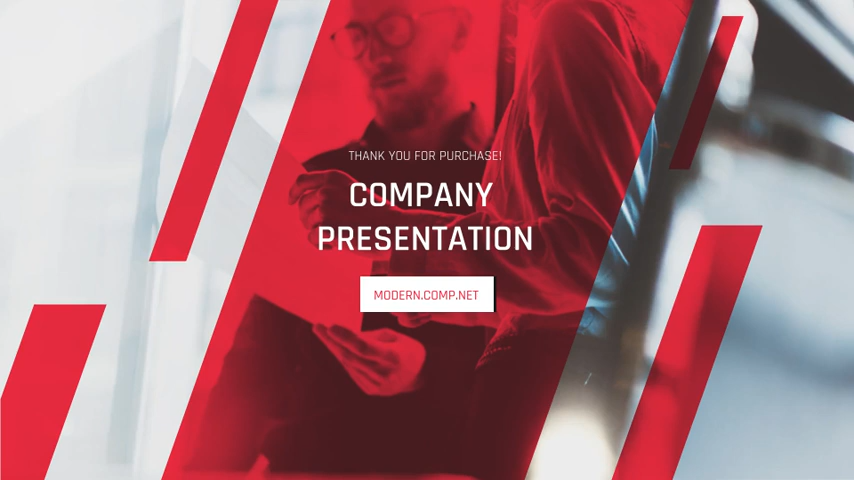 THANK YOU FOR PURCHASE!
COMPANY
PRESENTATION
MODERN.COMP.NET